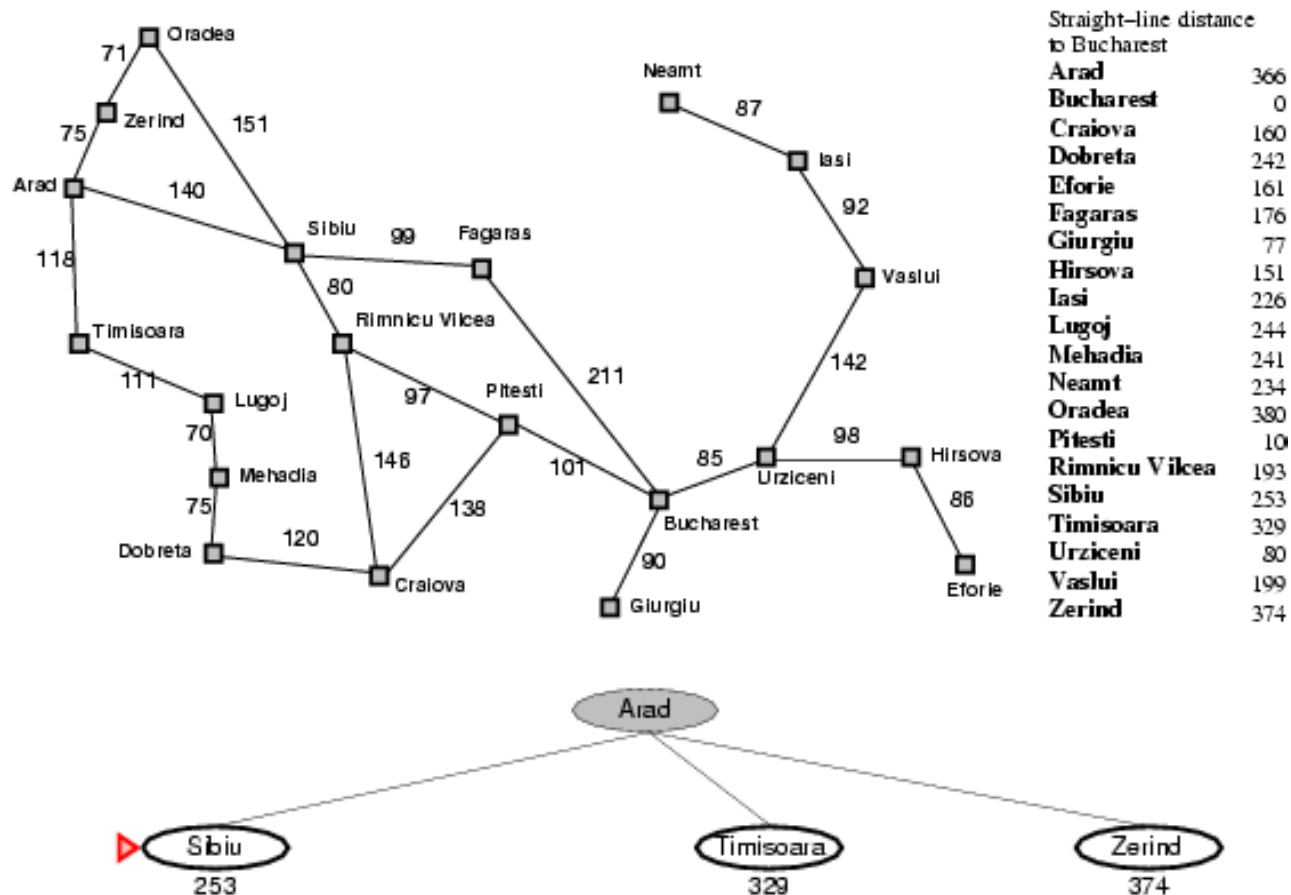 Oradea
71
Neamt
87
Zerind
151
75
Iasi
Arad
140
92
Sibiu
99
Fagaras
118
80
Vaslui
Timisoara
Rimnicu Vilcea
142
111
Lugoj
97
Pitesti
211
70
98
Hirsova
Mehadia
146
101
85
Urziceni
75
138
86
Bucharest
Dobreta
120
90
Craiova
Eforie
Giurgiu
Straight–line distance
to Bucharest
Arad 366
Bucharest 0
Craiova 160
Dobreta 242
Eforie 161
Fagaras 176
Giurgiu 77
Hirsova 151
Iasi 226
Lugoj 244
Mehadia 241
Neamt 234
Oradea 380
Pitesti 10
Rimnicu Vilcea 193
Sibiu 253
Timisoara 329
Urziceni 80
Vaslui 199
Zerind 374
Arad
Sibiu
Timisoara
Zerind
253
329
374